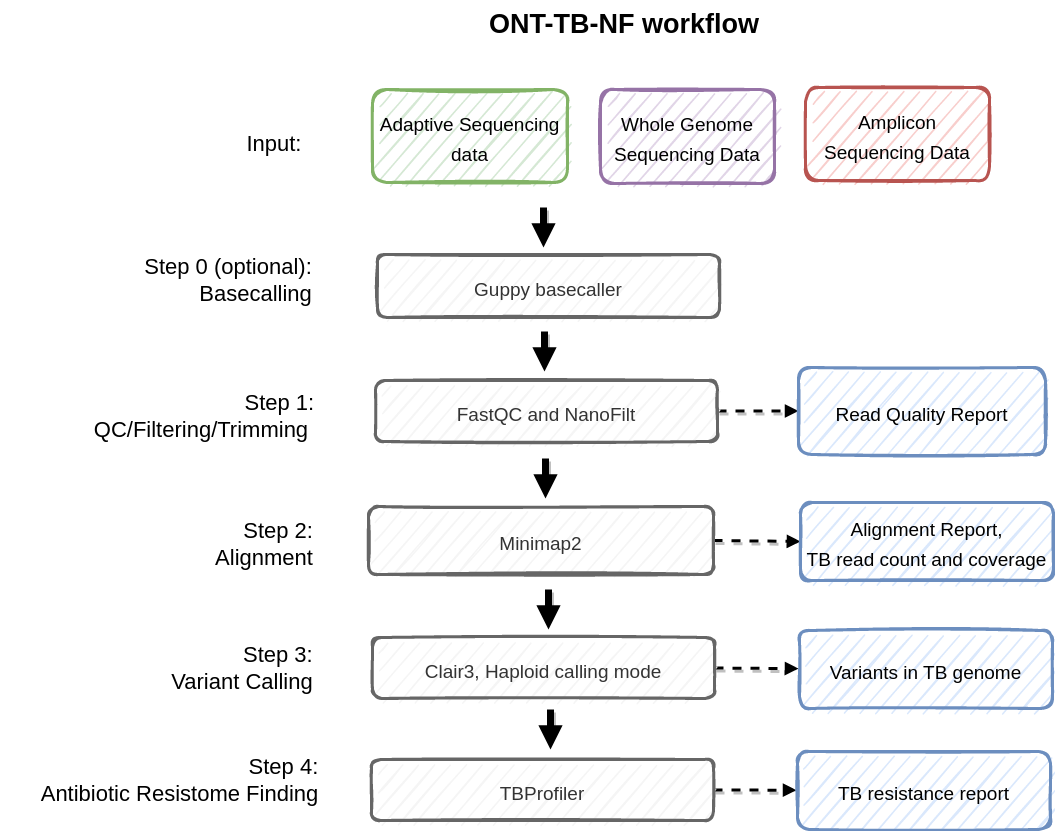 ONT-TB-NF workflow
Input:
Adaptive Sequencing
data
Whole Genome
Sequencing Data
Amplicon
Sequencing Data
Step 0 (optional):
Basecalling
Guppy basecaller
Step 1:
QC/Filtering/Trimming
FastQC and NanoFilt
Read Quality Report
Step 2:
Alignment
Minimap2
Alignment Report,
TB read count and coverage
Step 3:
Variant Calling
Clair3, Haploid calling mode
Variants in TB genome
Step 4:
Antibiotic Resistome Finding
TBProfiler
TB resistance report